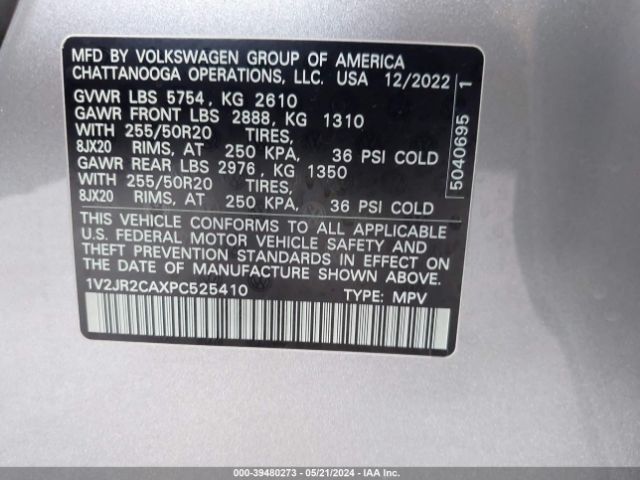 MFD BY VOLKSWAGEN GROUP OF AMERICA
CHATTANOOGA OPERATIONS, LLC. USA 12/2022
GVWR LBS 5754, KG 2610
GAWR FRONT LBS 2888, KG 1310
WITH 255/50R20 TIRES,
8JX20 RIMS, AT 250 KPA, 36 PSI COLD
GAWR REAR LBS 2976, KG 1350
WITH 255/50R20 TIRES,
8JX20 RIMS, AT 250 KPA, 36 PSI COLD
THIS VEHICLE CONFORMS TO ALL APPLICABLE
U.S. FEDERAL MOTOR VEHICLE SAFETY AND
THEFT PREVENTION STANDARDS IN EFFECT ON
THE DATE OF MANUFACTURE SHOWN ABOVE.
1V2JR2CAXPC525410 TYPE: MPV
5040695 1
000-39480273 - 05/21/2024 - IAAI.COM